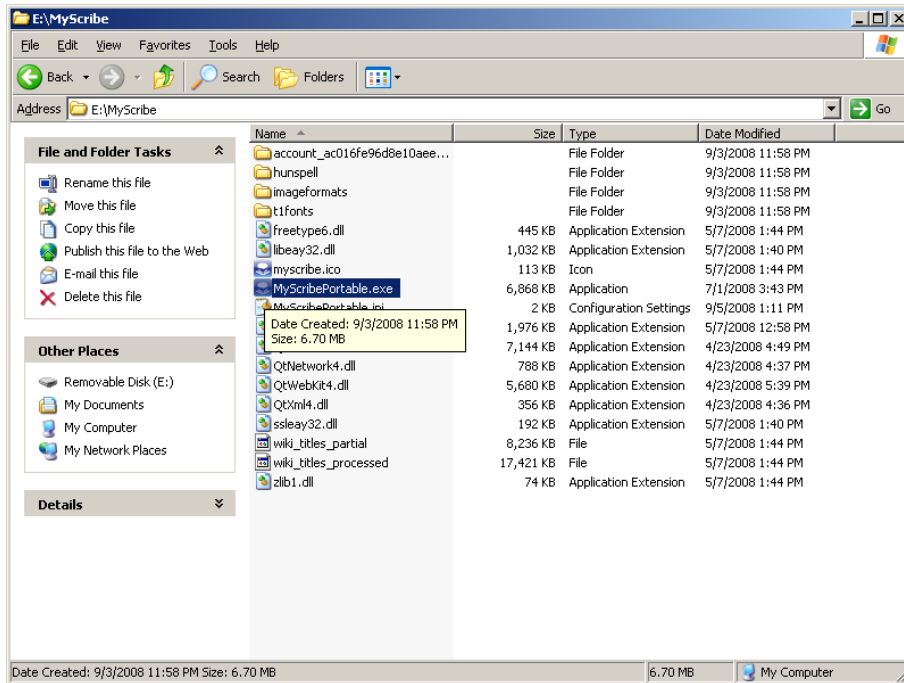 E:\MyScribe
File Edit View Favorites Tools Help
Back Search Folders
Address E:\MyScribe Go
File and Folder Tasks
Rename this file
Move this file
Copy this file
Publish this file to the Web
E-mail this file
Delete this file
Other Places
Removable Disk (E:)
My Documents
My Computer
My Network Places
Details
Name Size Type Date Modified
account_ac016fe96d8e10aee... File Folder 9/3/2008 11:58 PM
hunspell File Folder 9/3/2008 11:58 PM
imageformats File Folder 9/3/2008 11:58 PM
t1fonts File Folder 9/3/2008 11:58 PM
freetype6.dll 445 KB Application Extension 5/7/2008 1:44 PM
libeay32.dll 1,032 KB Application Extension 5/7/2008 1:40 PM
myscribe.ico 113 KB Icon 5/7/2008 1:44 PM
MyScribePortable.exe 6,868 KB Application 7/1/2008 3:43 PM
MyScribePortable.ini 2 KB Configuration Settings 9/5/2008 1:11 PM
Date Created: 9/3/2008 11:58 PM
Size: 6.70 MB
1,976 KB Application Extension 5/7/2008 12:58 PM
7,144 KB Application Extension 4/23/2008 4:49 PM
QtNetwork4.dll 788 KB Application Extension 4/23/2008 4:37 PM
QtWebKit4.dll 5,680 KB Application Extension 4/23/2008 5:39 PM
QtXml4.dll 356 KB Application Extension 4/23/2008 4:36 PM
ssleay32.dll 192 KB Application Extension 5/7/2008 1:40 PM
wiki_titles_partial 8,236 KB File 5/7/2008 1:44 PM
wiki_titles_processed 17,421 KB File 5/7/2008 1:44 PM
zlib1.dll 74 KB Application Extension 5/7/2008 1:44 PM
Date Created: 9/3/2008 11:58 PM Size: 6.70 MB 6.70 MB My Computer